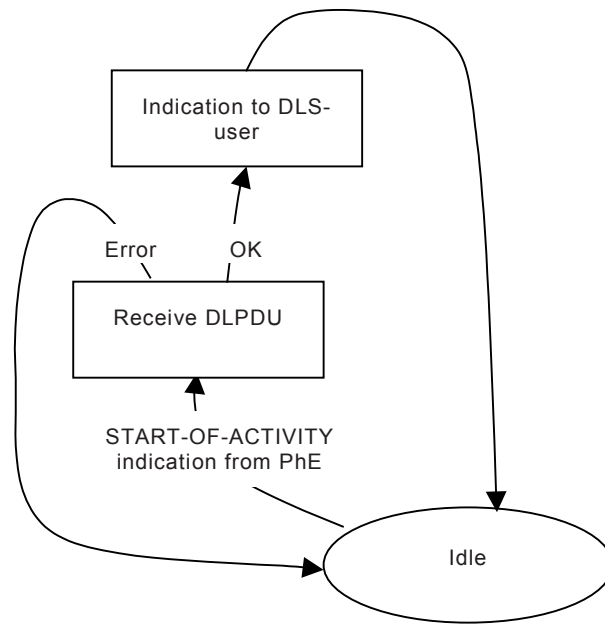 Indication to DLS-
user
Error
OK
Receive DLPDU
START-OF-ACTIVITY
indication from PhE
Idle